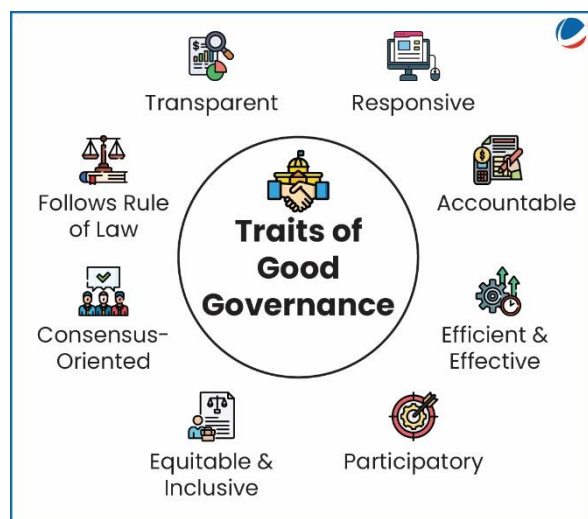 Transparent
Responsive
Follows Rule
of Law
Traits of
Good
Governance
Accountable
Consensus-
Oriented
Efficient &
Effective
Equitable &
Inclusive
Participatory